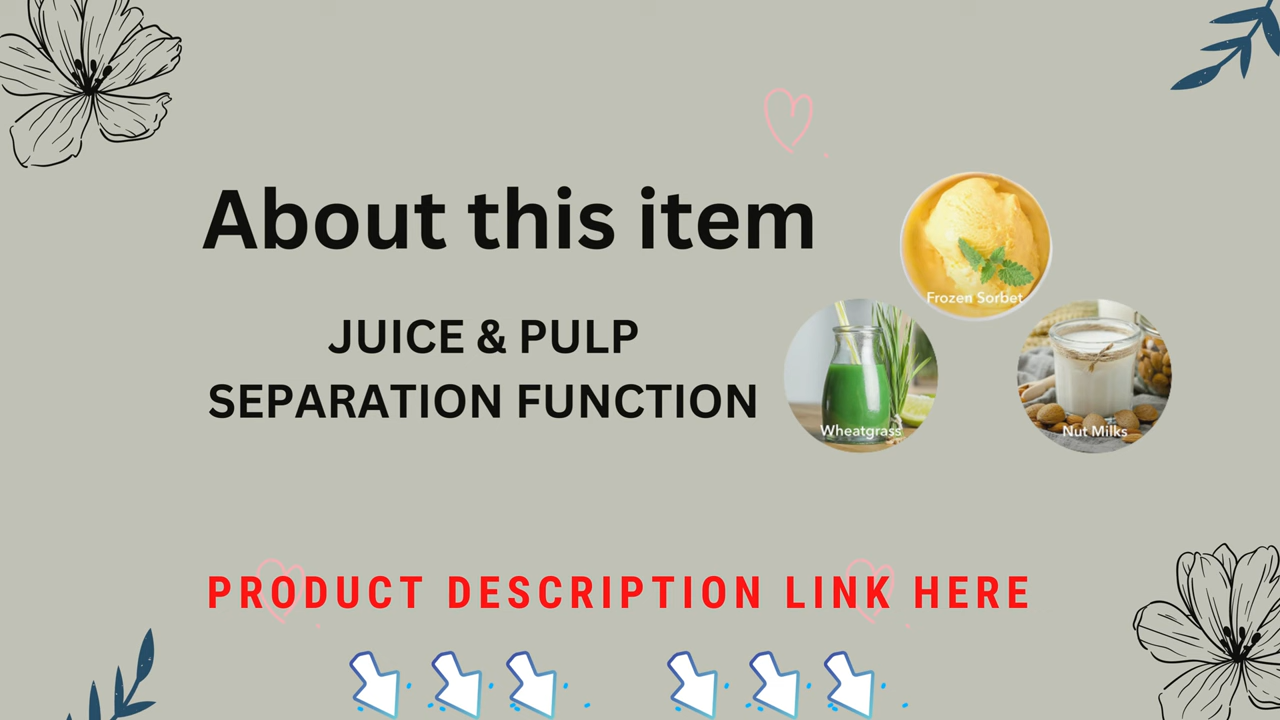 About this item
JUICE & PULP
SEPARATION FUNCTION
Frozen Sorbet
Wheatgrass
Nut Milks
PRODUCT DESCRIPTION LINK HERE